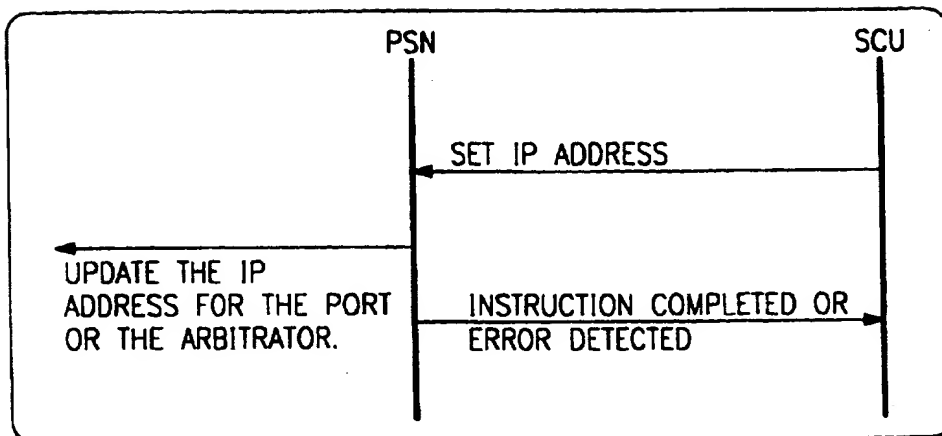 PSN
SCU
SET IP ADDRESS
UPDATE THE IP
ADDRESS FOR THE PORT
OR THE ARBITRATOR.
INSTRUCTION COMPLETED OR
ERROR DETECTED